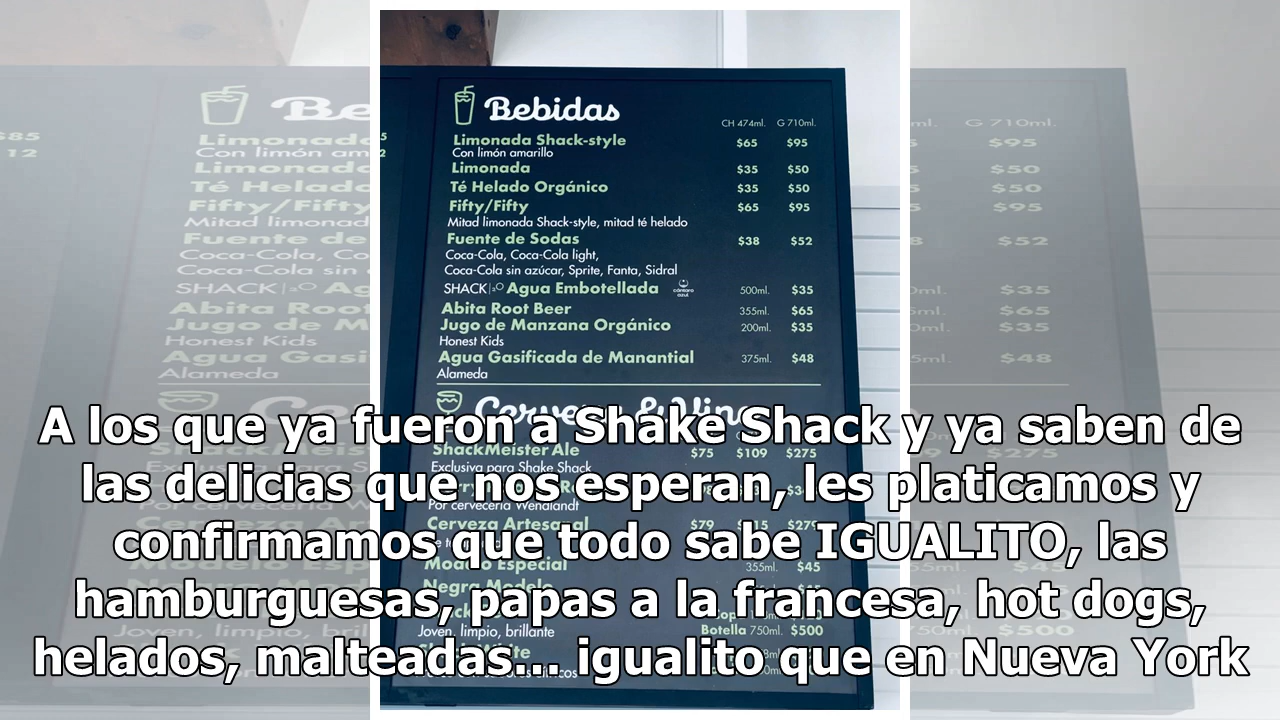 Bebidas
CH 474ml. G 710ml.
Limonada Shack-style $65 $95
Con limón amarillo
Limonada $35 $50
Té Helado Orgánico $35 $50
Fifty/Fifty $65 $95
Mitad limonada Shack-style, mitad té helado
Fuente de Sodas $38 $52
Coca-Cola, Coca-Cola light,
Coca-Cola sin azúcar, Sprite, Fanta, Sidral
SHACK Agua Embotellada cántaro azul 500ml. $35
Abita Root Beer 355ml. $65
Jugo de Manzana Orgánico 200ml. $35
Honest Kids
Agua Gasificada de Manantial 375ml. $48
Alameda
A los que ya fueron a Shake Shack y ya saben de
ShackMeister Ale $75 $109 $275
Exclusiva para Shake Shack
las delicias que nos esperan, les platicamos y
Por cervecería Wendlandt
Cerveza Artesanal $79
confirmamos que todo sabe IGUALITO, las
Modelo Especial 355ml. $45
Negra Modelo
hamburguesas, papas a la francesa, hot dogs,
Joven, limpio, brillante Botella 750ml. $500
helados, malteadas... igualito que en Nueva York